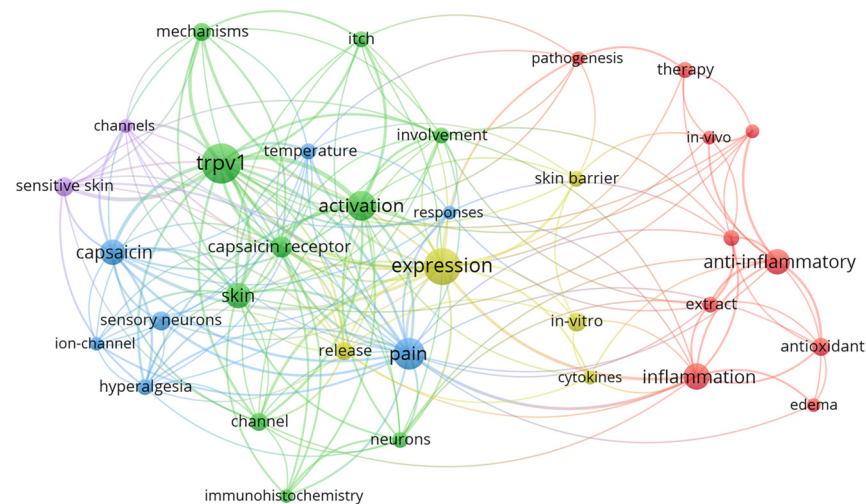 mechanisms
itch
pathogenesis
therapy
channels
involvement
in-vivo
trpv1
temperature
sensitive skin
skin barrier
activation
responses
capsaicin
capsaicin receptor
expression
anti-inflammatory
skin
extract
sensory neurons
in-vitro
ion-channel
release
pain
antioxidant
hyperalgesia
cytokines
inflammation
edema
channel
neurons
immunohistochemistry